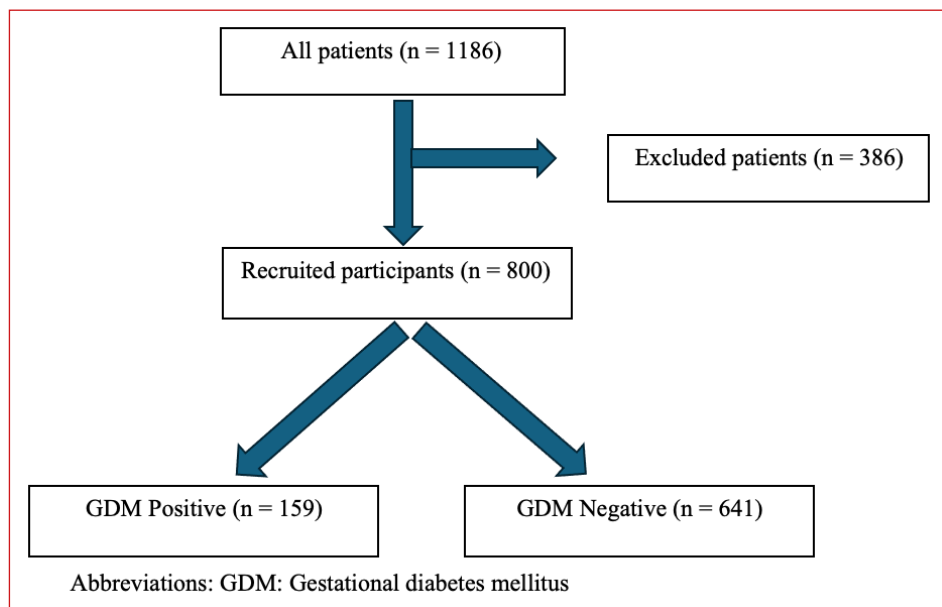 All patients (n = 1186)
Excluded patients (n = 386)
Recruited participants (n = 800)
GDM Positive (n = 159)
GDM Negative (n = 641)
Abbreviations: GDM: Gestational diabetes mellitus